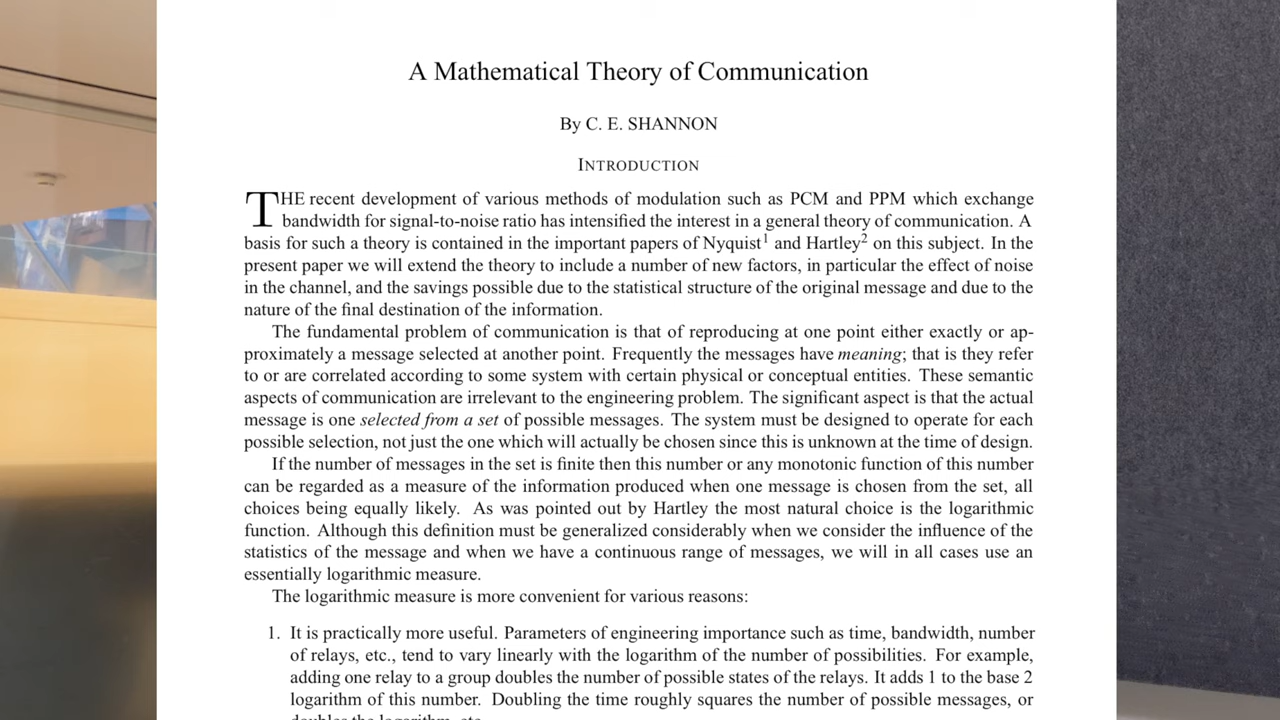 A Mathematical Theory of Communication
By C. E. SHANNON
INTRODUCTION
THE recent development of various methods of modulation such as PCM and PPM which exchange
bandwidth for signal-to-noise ratio has intensified the interest in a general theory of communication. A
basis for such a theory is contained in the important papers of Nyquist1 and Hartley2 on this subject. In the
present paper we will extend the theory to include a number of new factors, in particular the effect of noise
in the channel, and the savings possible due to the statistical structure of the original message and due to the
nature of the final destination of the information.
The fundamental problem of communication is that of reproducing at one point either exactly or ap-
proximately a message selected at another point. Frequently the messages have meaning; that is they refer
to or are correlated according to some system with certain physical or conceptual entities. These semantic
aspects of communication are irrelevant to the engineering problem. The significant aspect is that the actual
message is one selected from a set of possible messages. The system must be designed to operate for each
possible selection, not just the one which will actually be chosen since this is unknown at the time of design.
If the number of messages in the set is finite then this number or any monotonic function of this number
can be regarded as a measure of the information produced when one message is chosen from the set, all
choices being equally likely. As was pointed out by Hartley the most natural choice is the logarithmic
function. Although this definition must be generalized considerably when we consider the influence of the
statistics of the message and when we have a continuous range of messages, we will in all cases use an
essentially logarithmic measure.
The logarithmic measure is more convenient for various reasons:
1. It is practically more useful. Parameters of engineering importance such as time, bandwidth, number
of relays, etc., tend to vary linearly with the logarithm of the number of possibilities. For example,
adding one relay to a group doubles the number of possible states of the relays. It adds 1 to the base 2
logarithm of this number. Doubling the time roughly squares the number of possible messages, or
doubles the logarithm, etc.